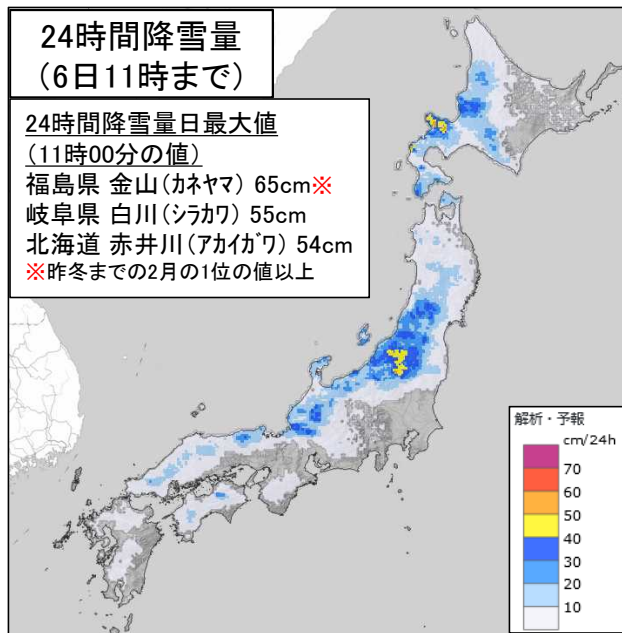 24時間降雪量
(6日11時まで)
24時間降雪量日最大値
(11時00分の値)
福島県 金山(カネヤマ) 65cm※
岐阜県 白川(シラカワ) 55cm
北海道 赤井川(アカイガワ) 54cm
※昨冬までの2月の1位の値以上
解析・予報
cm/24h
70
60
50
40
30
20
10